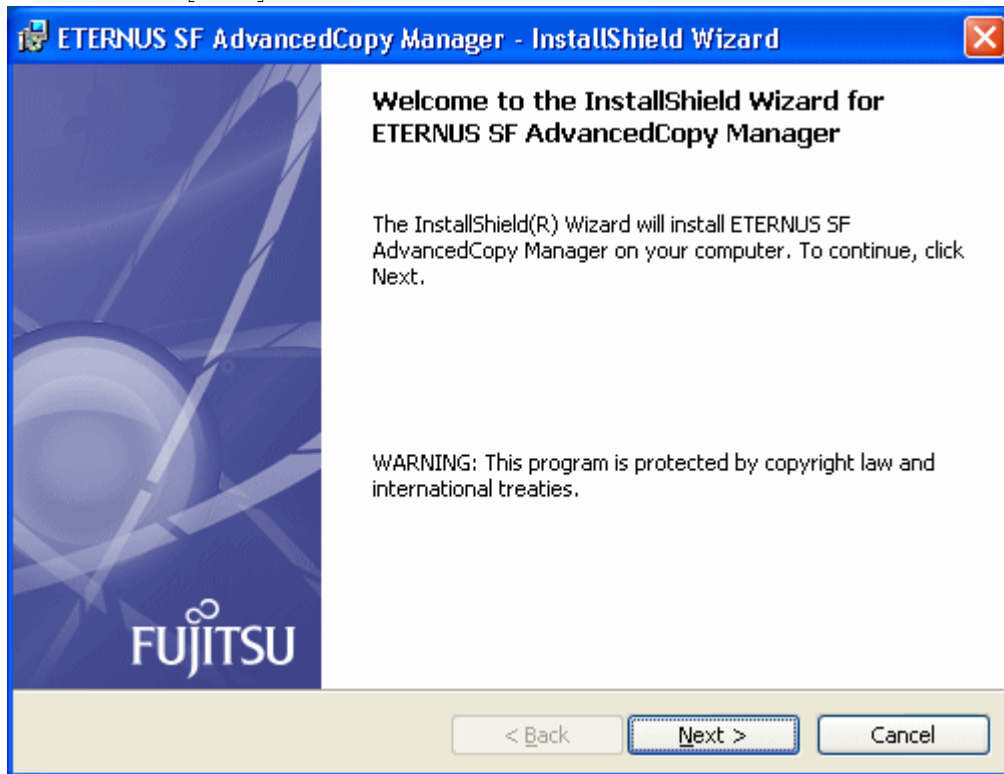 ETERNUS SF AdvancedCopy Manager - InstallShield Wizard
Welcome to the InstallShield Wizard for
ETERNUS SF AdvancedCopy Manager
The InstallShield(R) Wizard will install ETERNUS SF
AdvancedCopy Manager on your computer. To continue, click
Next.
WARNING: This program is protected by copyright law and
international treaties.
FUJITSU
< Back
Next >
Cancel